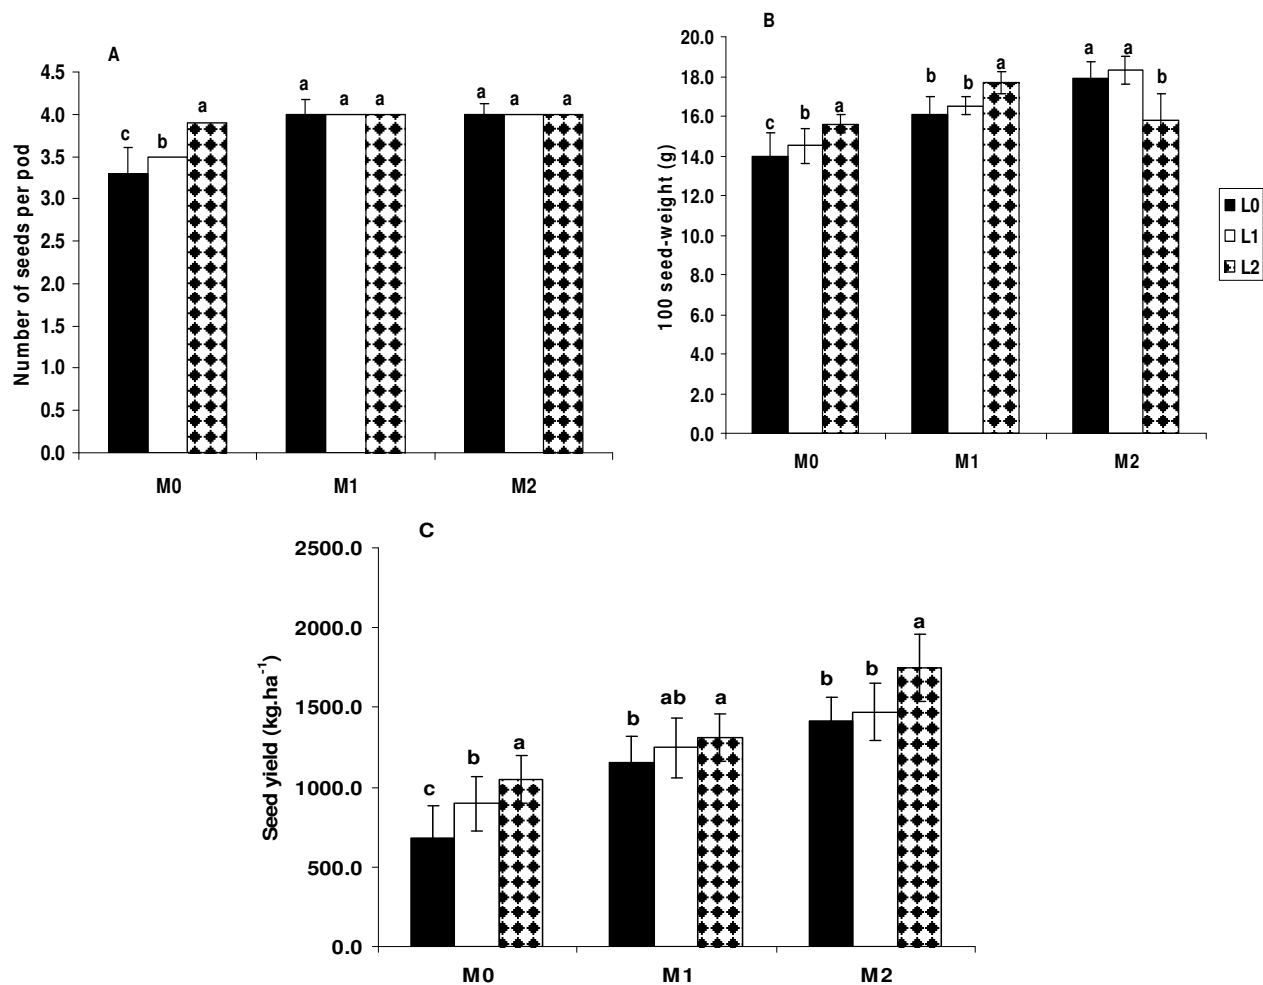 A
4.5
4.0
3.5
3.0
2.5
2.0
1.5
1.0
0.5
0.0
Number of seeds per pod
c b a
a a a
a a a
M0 M1 M2
B
20.0
18.0
16.0
14.0
12.0
10.0
8.0
6.0
4.0
2.0
0.0
100 seed-weight (g)
c b a
b b a
a a b
M0 M1 M2
L0
L1
L2
C
2500.0
2000.0
1500.0
1000.0
500.0
0.0
Seed yield (kg.ha⁻¹)
c b a
b ab a
b b a
M0 M1 M2